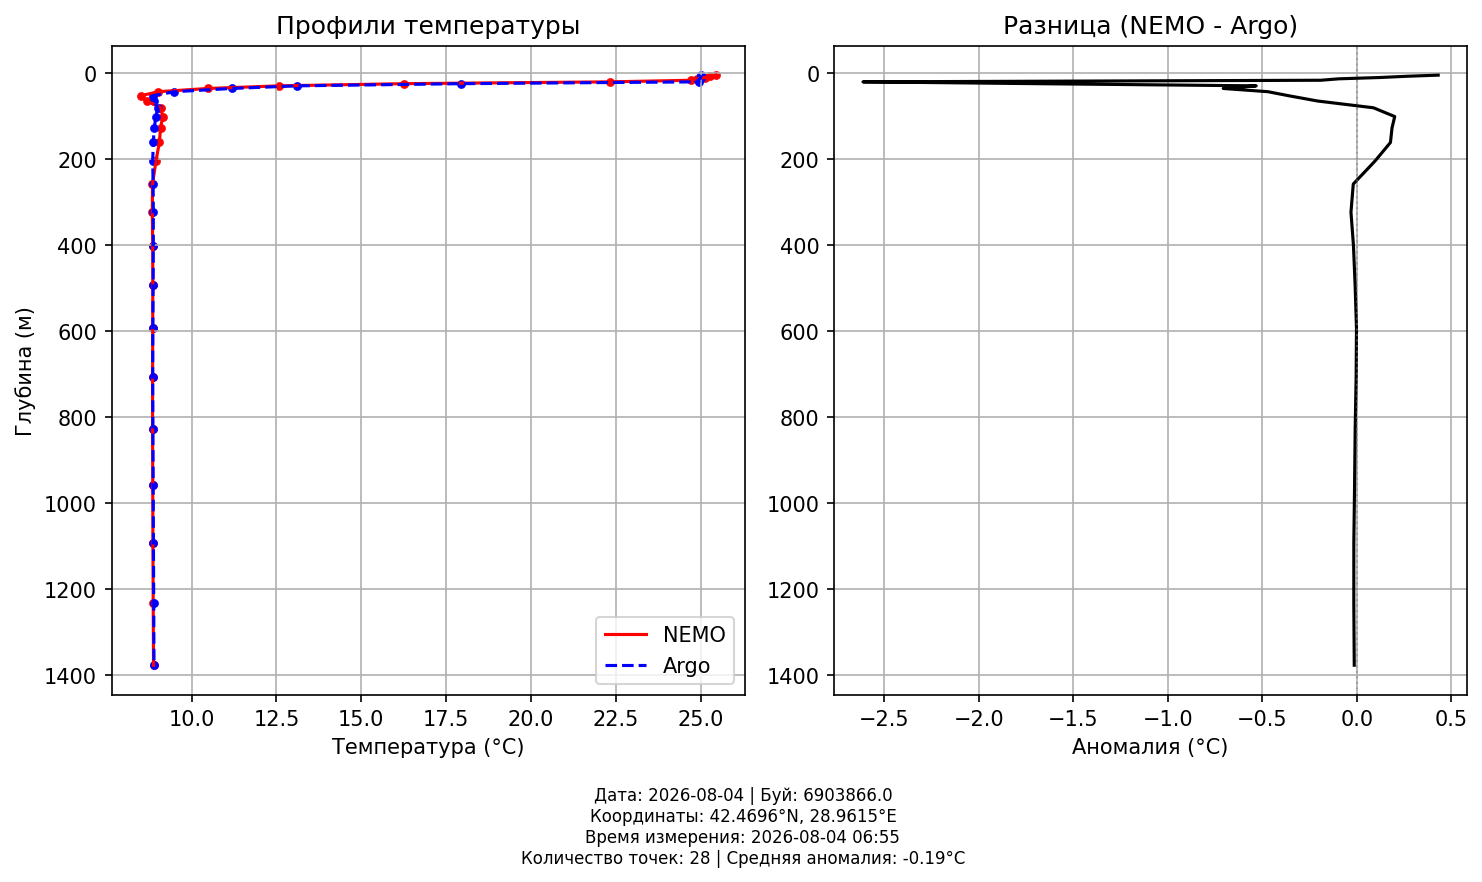 Профили температуры
Разница (NEMO - Argo)
0
200
400
600
800
1000
1200
1400
Глубина (м)
10.0 12.5 15.0 17.5 20.0 22.5 25.0
Температура (°C)
NEMO
Argo
0
200
400
600
800
1000
1200
1400
−2.5 −2.0 −1.5 −1.0 −0.5 0.0 0.5
Аномалия (°C)
Дата: 2026-08-04 | Буй: 6903866.0
Координаты: 42.4696°N, 28.9615°E
Время измерения: 2026-08-04 06:55
Количество точек: 28 | Средняя аномалия: -0.19°C